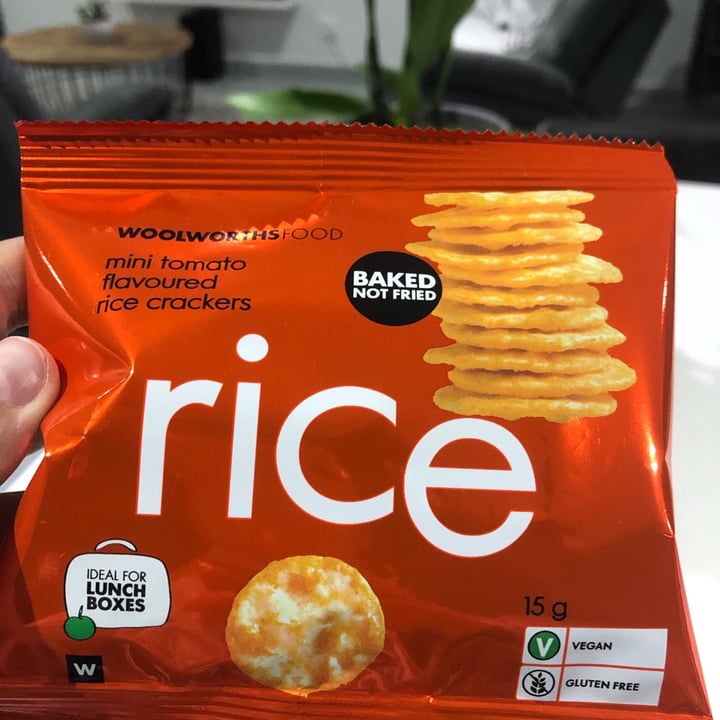 WOOLWORTHSFOOD
mini tomato
flavoured
rice crackers
BAKED
NOT FRIED
rice
IDEAL FOR
LUNCH
BOXES
W
15 g
V VEGAN
GLUTEN FREE